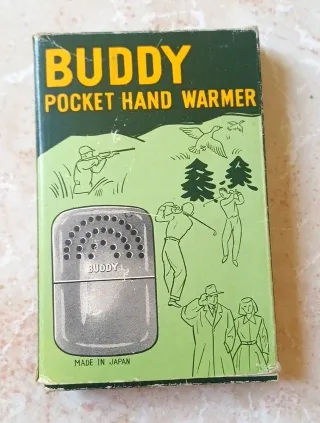 BUDDY
POCKET HAND WARMER
BUDDY
MADE IN JAPAN